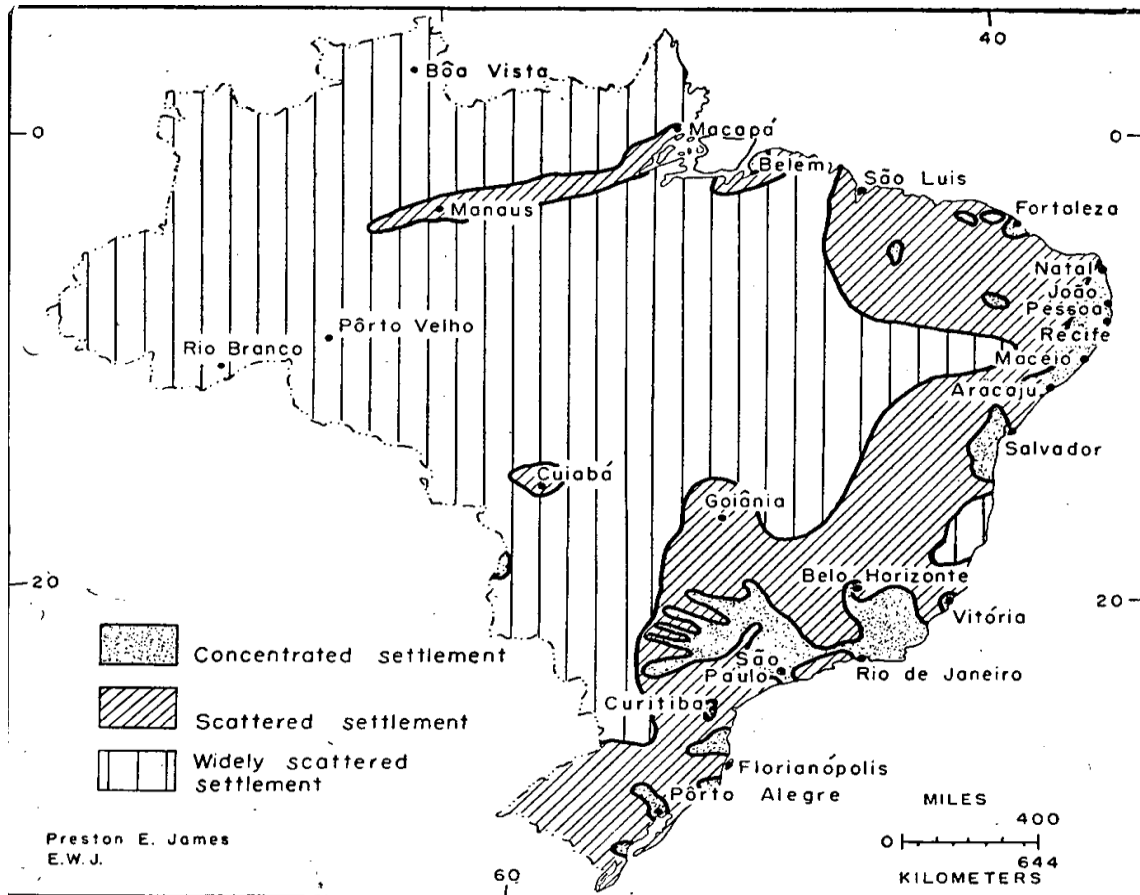 40
Bôa Vista
0
Macapá
0
Belem
São Luis
Fortaleza
Manaus
Natal
João
Pessoa
Pôrto Velho
Recife
Rio Branco
Maceió
Aracajú
Salvador
Cuiabá
Goiânia
20
Belo Horizonte
20
Vitória
Concentrated settlement
São
Paulo
Rio de Janeiro
Scattered settlement
Curitiba
Widely scattered
settlement
Florianópolis
Pôrto Alegre
MILES
400
0
644
KILOMETERS
Preston E. James
E.W.J.
60